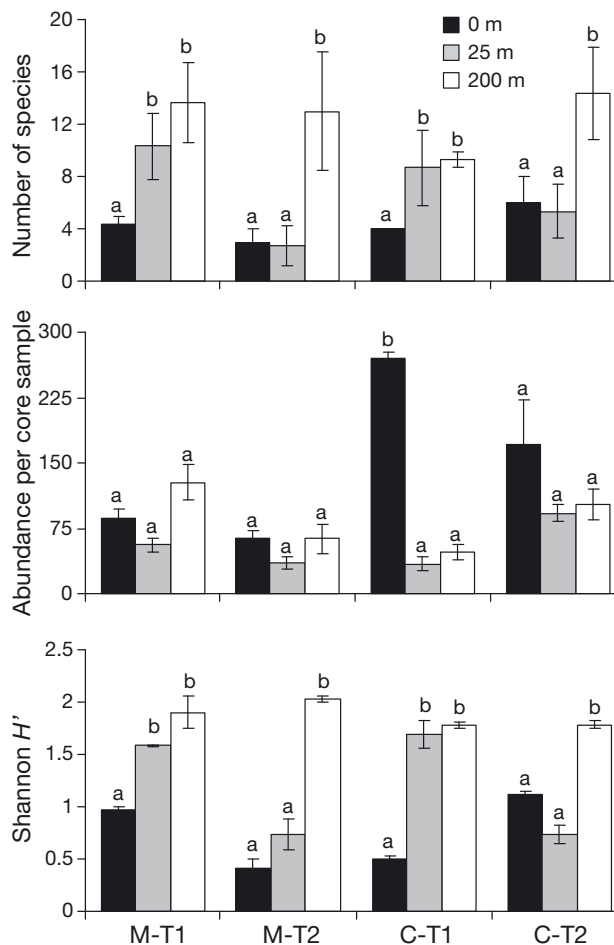 0 m
25 m
200 m
Number of species
20
16
12
8
4
0
a b b
a a b
a b b
a a b
Abundance per core sample
300
225
150
75
0
a a a
a a a
b a a
a a a
Shannon H'
2.5
2
1.5
1
0.5
0
a b b
a a b
a b b
a a b
M-T1 M-T2 C-T1 C-T2